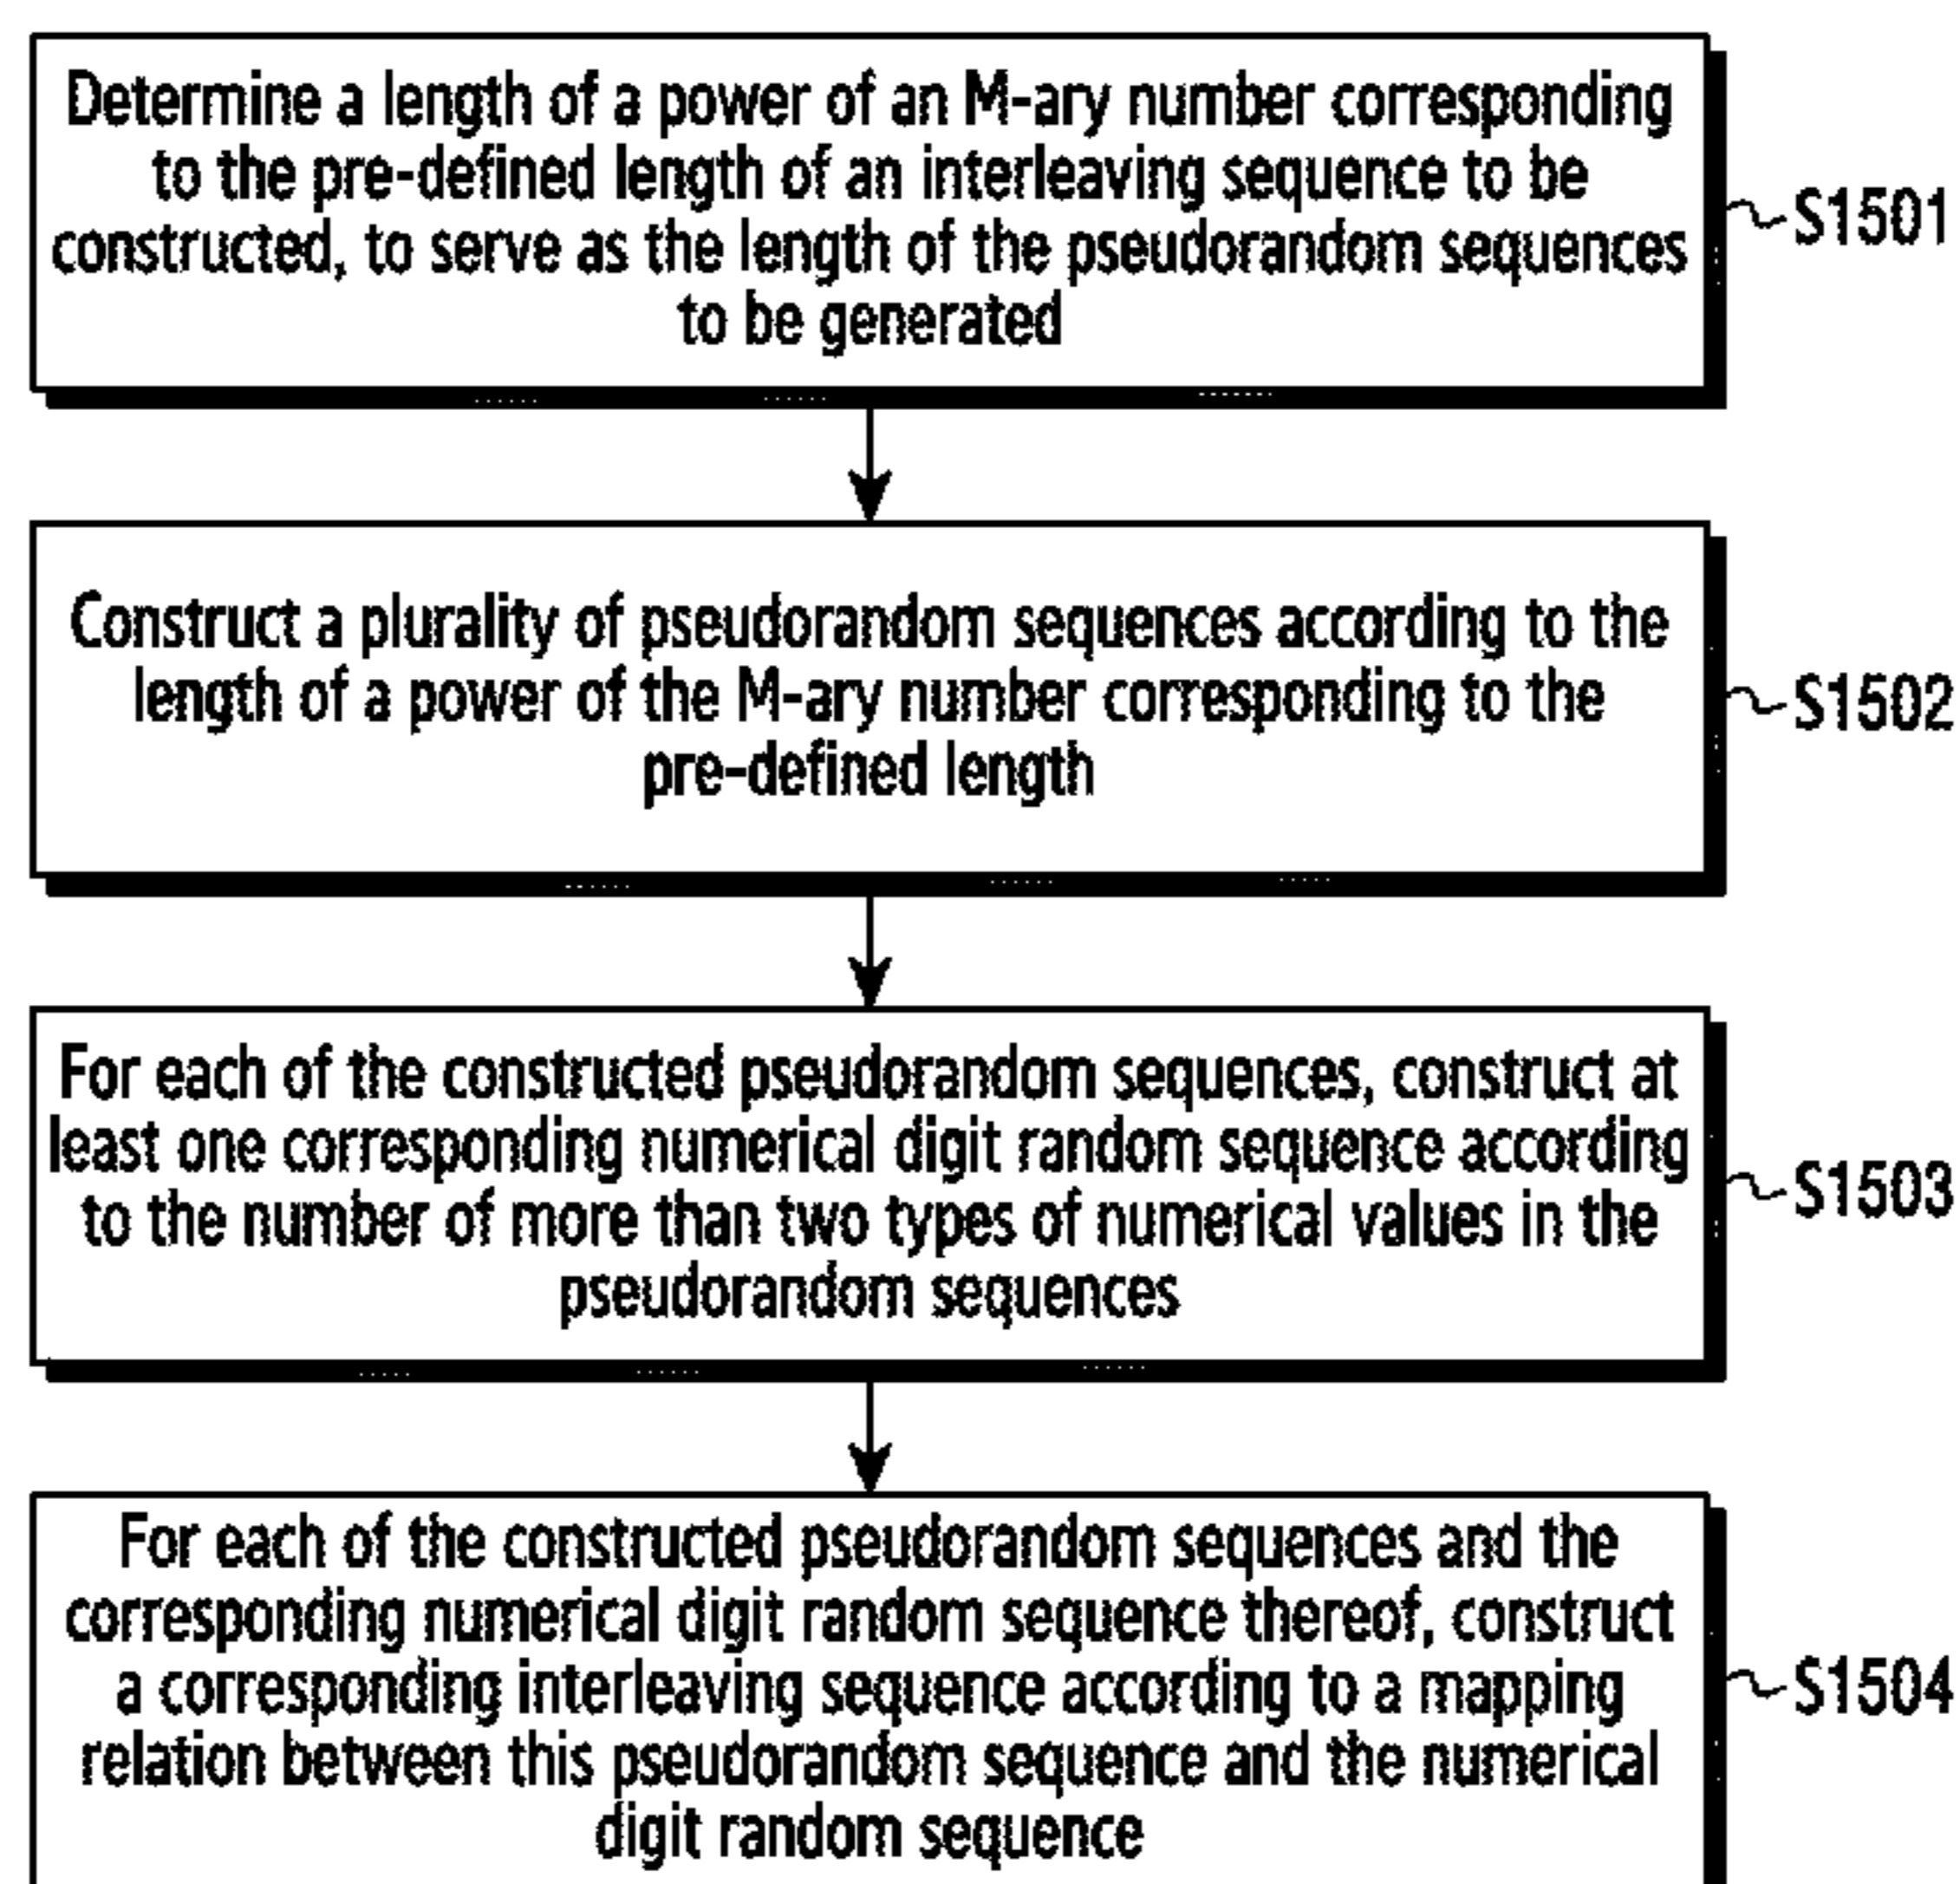 Determine a length of a power of an M-ary number corresponding
to the pre-defined length of an interleaving sequence to be
constructed, to serve as the length of the pseudorandom sequences
to be generated
S1501
Construct a plurality of pseudorandom sequences according to the
length of a power of the M-ary number corresponding to the
pre-defined length
S1502
For each of the constructed pseudorandom sequences, construct at
least one corresponding numerical digit random sequence according
to the number of more than two types of numerical values in the
pseudorandom sequences
S1503
For each of the constructed pseudorandom sequences and the
corresponding numerical digit random sequence thereof, construct
a corresponding interleaving sequence according to a mapping
relation between this pseudorandom sequence and the numerical
digit random sequence
S1504